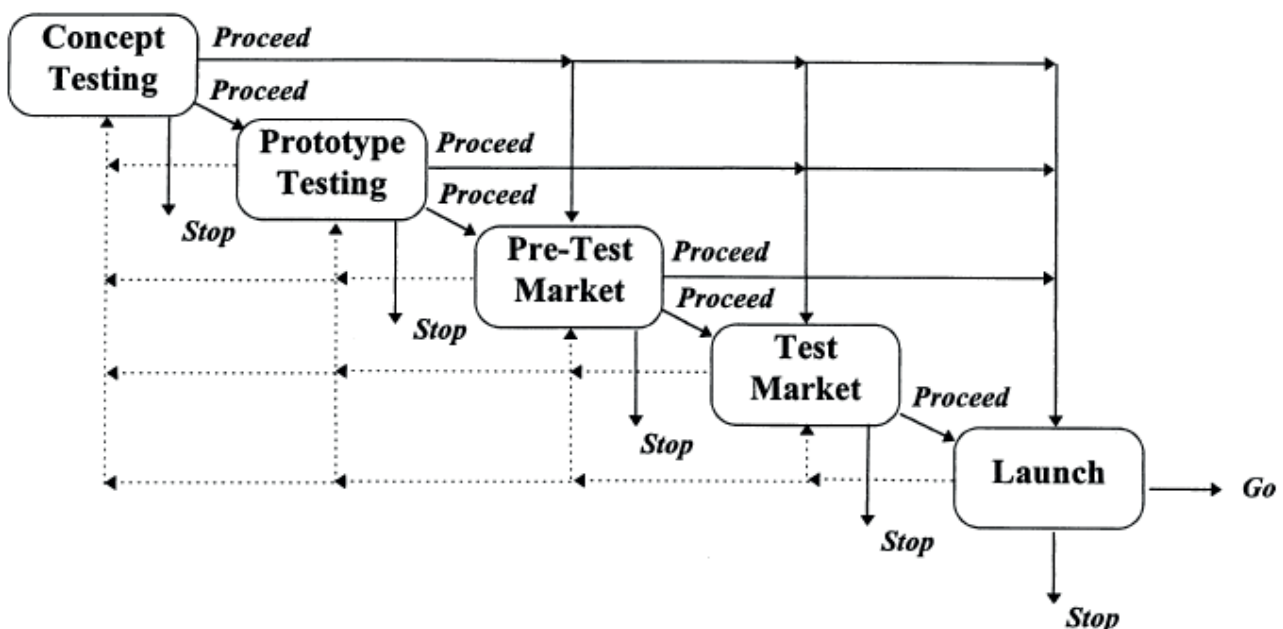 Concept
Testing
Proceed
Proceed
Stop
Prototype
Testing
Proceed
Proceed
Stop
Pre-Test
Market
Proceed
Proceed
Stop
Test
Market
Proceed
Stop
Launch
Go
Stop